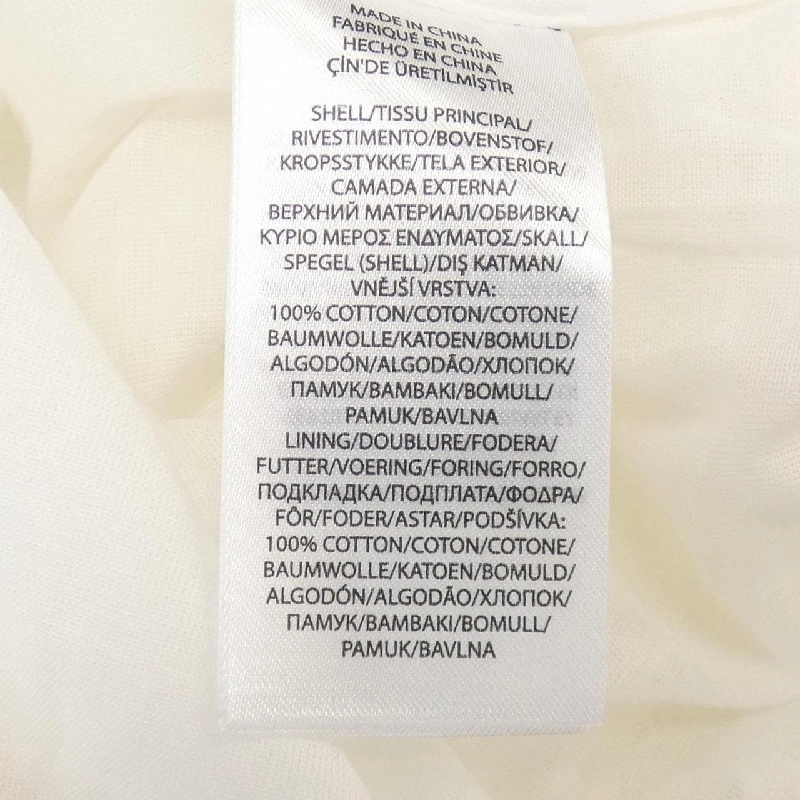 MADE IN CHINA
FABRIQUÉ EN CHINE
HECHO EN CHINA
ÇİN'DE ÜRETİLMİŞTİR
SHELL/TISSU PRINCIPAL/
RIVESTIMENTO/BOVENSTOF/
KROPSSTYKKE/TELA EXTERIOR/
CAMADA EXTERNA/
ВЕРХНИЙ МАТЕРИАЛ/ОБВИВКА/
ΚΥΡΙΟ ΜΕΡΟΣ ΕΝΔΥΜΑΤΟΣ/SKALL/
SPEGEL (SHELL)/DIŞ KATMAN/
VNĚJŠÍ VRSTVA:
100% COTTON/COTON/COTONE/
BAUMWOLLE/KATOEN/BOMULD/
ALGODÓN/ALGODÃO/ХЛОПОК/
ПАМУК/BAMBAKI/BOMULL/
PAMUK/BAVLNA
LINING/DOUBLURE/FODERA/
FUTTER/VOERING/FORING/FORRO/
ПОДКЛАДКА/ПОДПЛАТА/ΦΟΔΡΑ/
FÔR/FODER/ASTAR/PODŠÍVKA:
100% COTTON/COTON/COTONE/
BAUMWOLLE/KATOEN/BOMULD/
ALGODÓN/ALGODÃO/ХЛОПОК/
ПАМУК/BAMBAKI/BOMULL/
PAMUK/BAVLNA